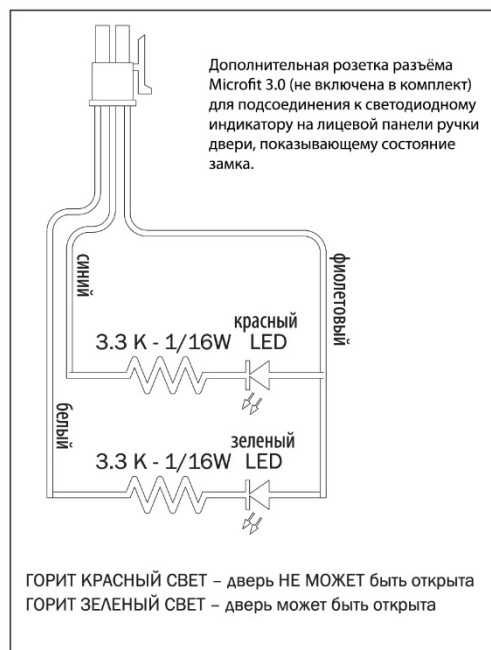 Дополнительная розетка разъёма
Microfit 3.0 (не включена в комплект)
для подсоединения к светодиодному
индикатору на лицевой панели ручки
двери, показывающему состояние
замка.
синий
фиолетовый
красный
3.3 K - 1/16W LED
белый
зеленый
3.3 K - 1/16W LED
ГОРИТ КРАСНЫЙ СВЕТ – дверь НЕ МОЖЕТ быть открыта
ГОРИТ ЗЕЛЕНЫЙ СВЕТ – дверь может быть открыта